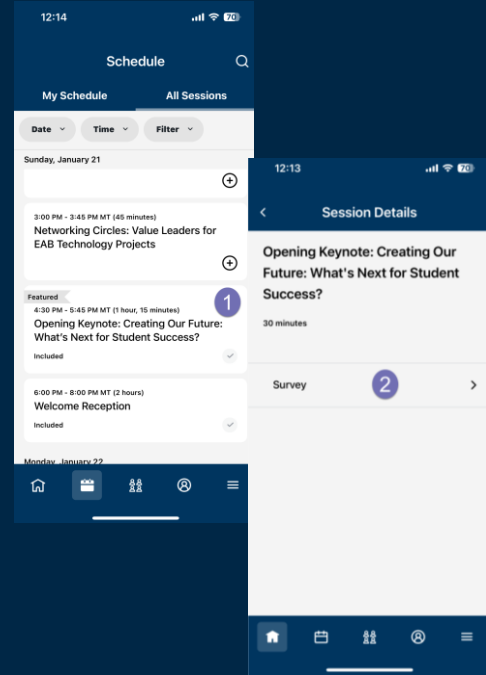 12:14
70
Schedule
My Schedule
All Sessions
Date
Time
Filter
Sunday, January 21
3:00 PM - 3:45 PM MT (45 minutes)
Networking Circles: Value Leaders for
EAB Technology Projects
Featured
4:30 PM - 5:45 PM MT (1 hour, 15 minutes)
1
Opening Keynote: Creating Our Future:
What's Next for Student Success?
Included
6:00 PM - 8:00 PM MT (2 hours)
Welcome Reception
Included
Monday, January 22
12:13
70
Session Details
Opening Keynote: Creating Our
Future: What's Next for Student
Success?
30 minutes
Survey
2